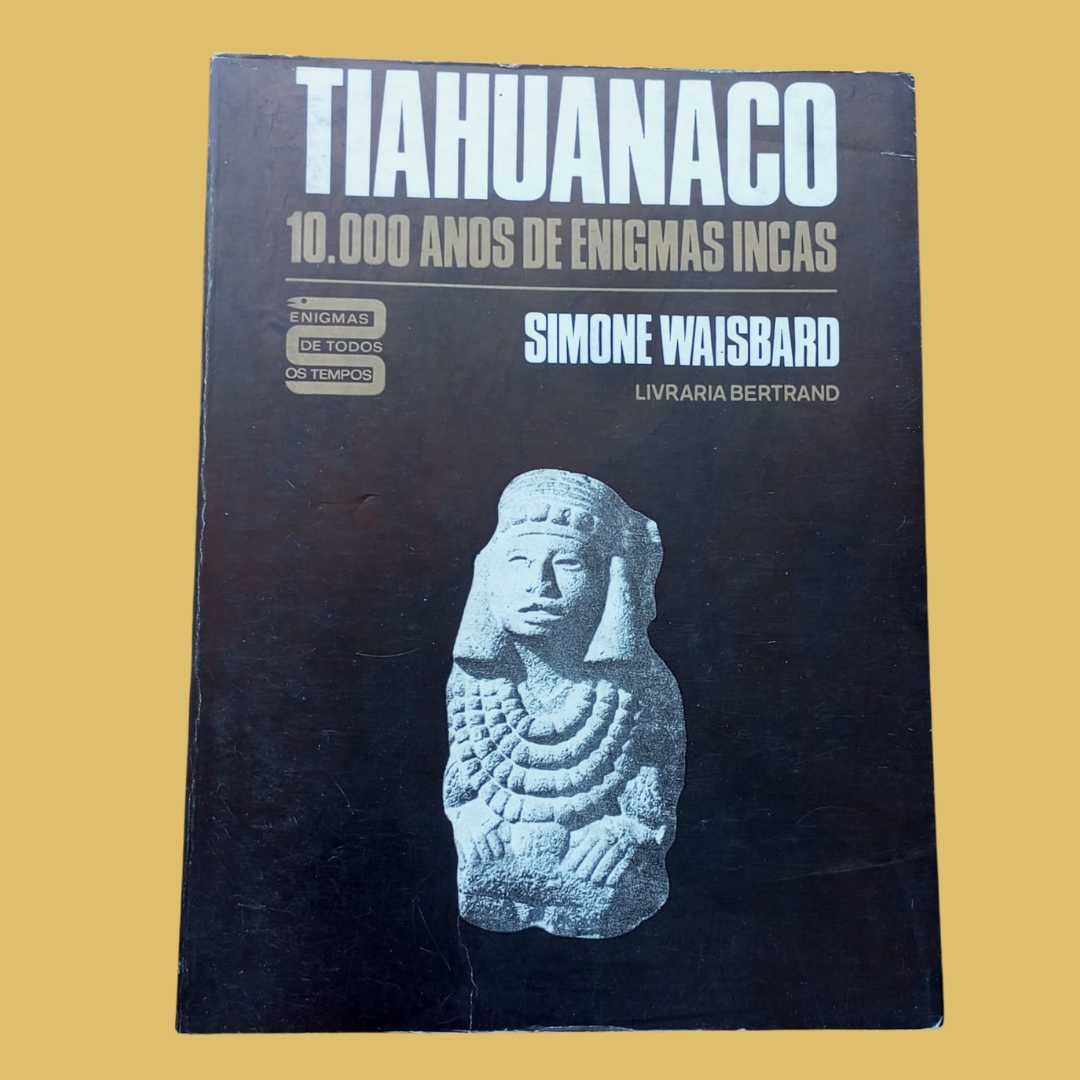 TIAHUANACO
10.000 ANOS DE ENIGMAS INCAS
ENIGMAS
DE TODOS
OS TEMPOS
SIMONE WAISBARD
LIVRARIA BERTRAND